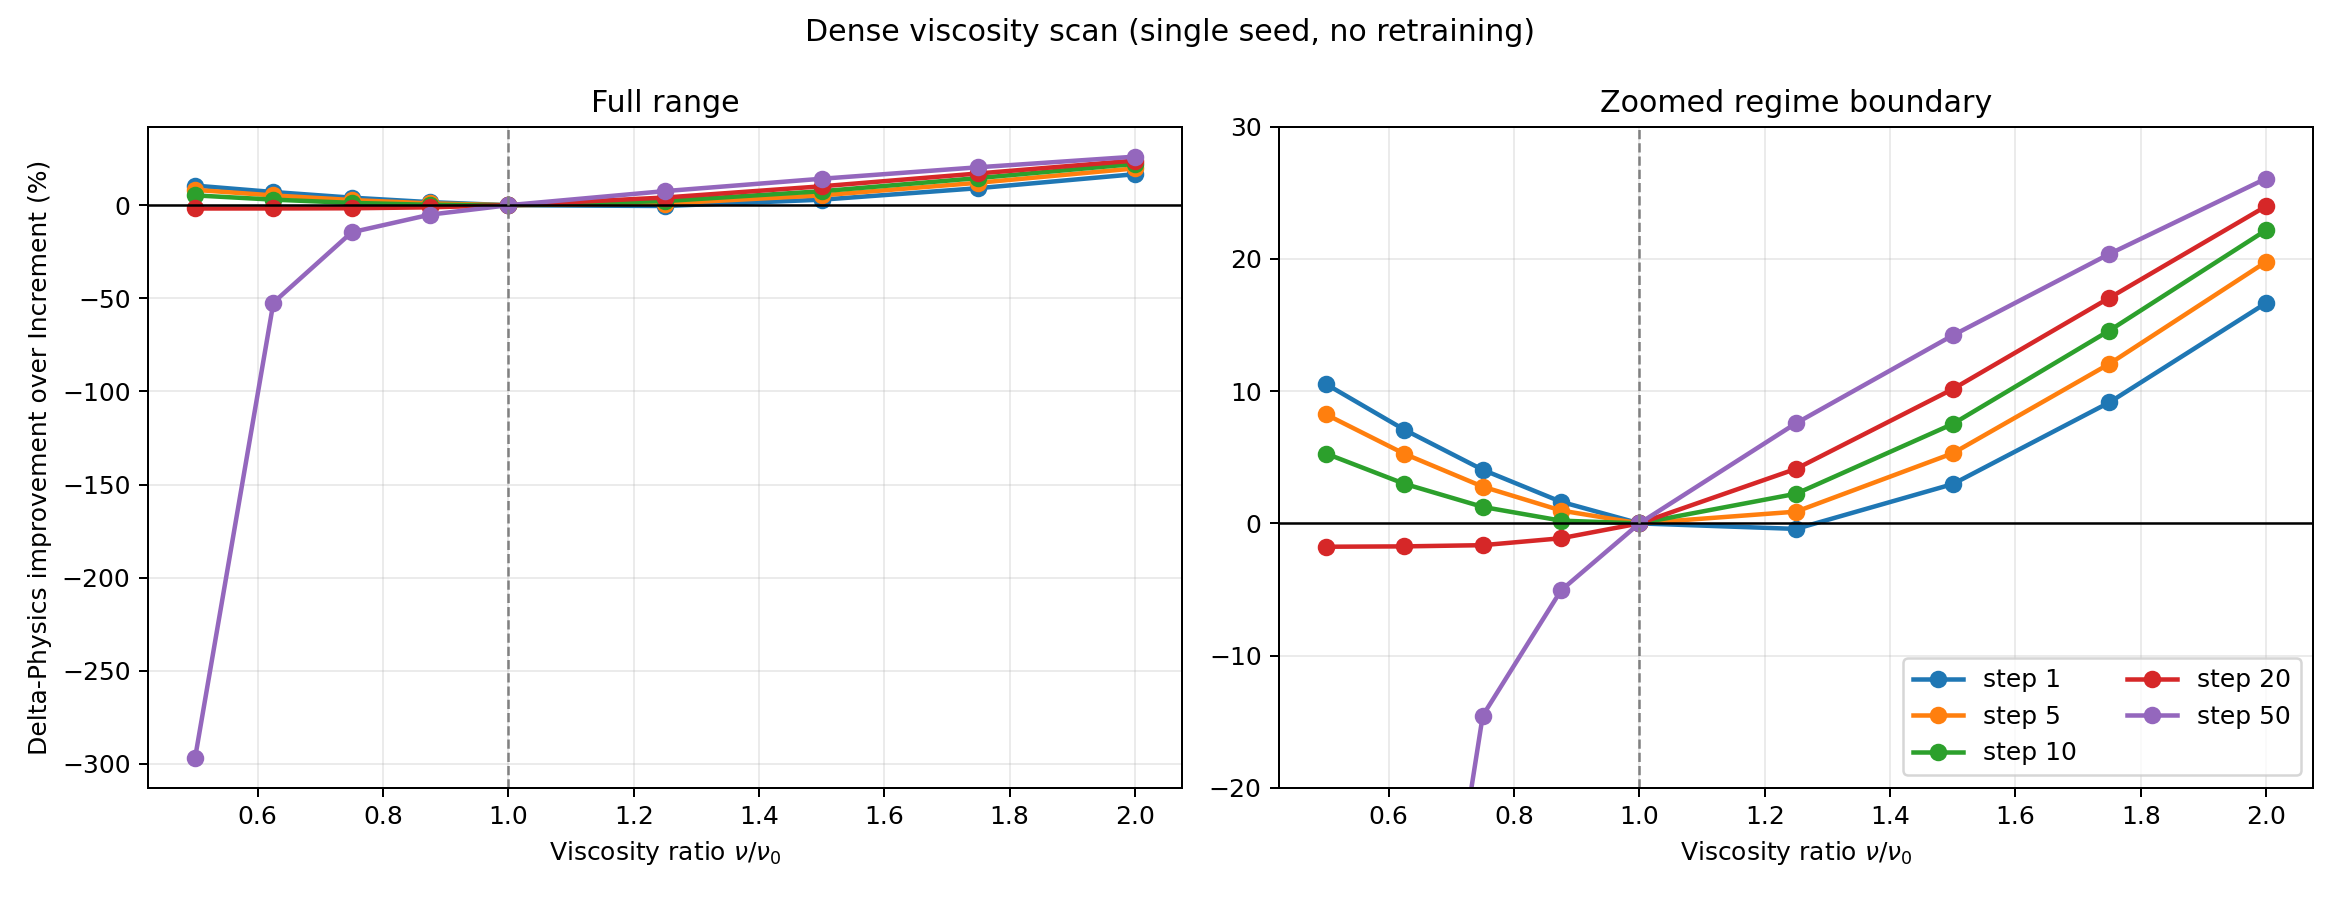 Dense viscosity scan (single seed, no retraining)
Full range
Delta-Physics improvement over Increment (%)
0
−50
−100
−150
−200
−250
−300
0.6 0.8 1.0 1.2 1.4 1.6 1.8 2.0
Viscosity ratio ν/ν₀
Zoomed regime boundary
30
20
10
0
−10
−20
0.6 0.8 1.0 1.2 1.4 1.6 1.8 2.0
Viscosity ratio ν/ν₀
step 1
step 5
step 10
step 20
step 50